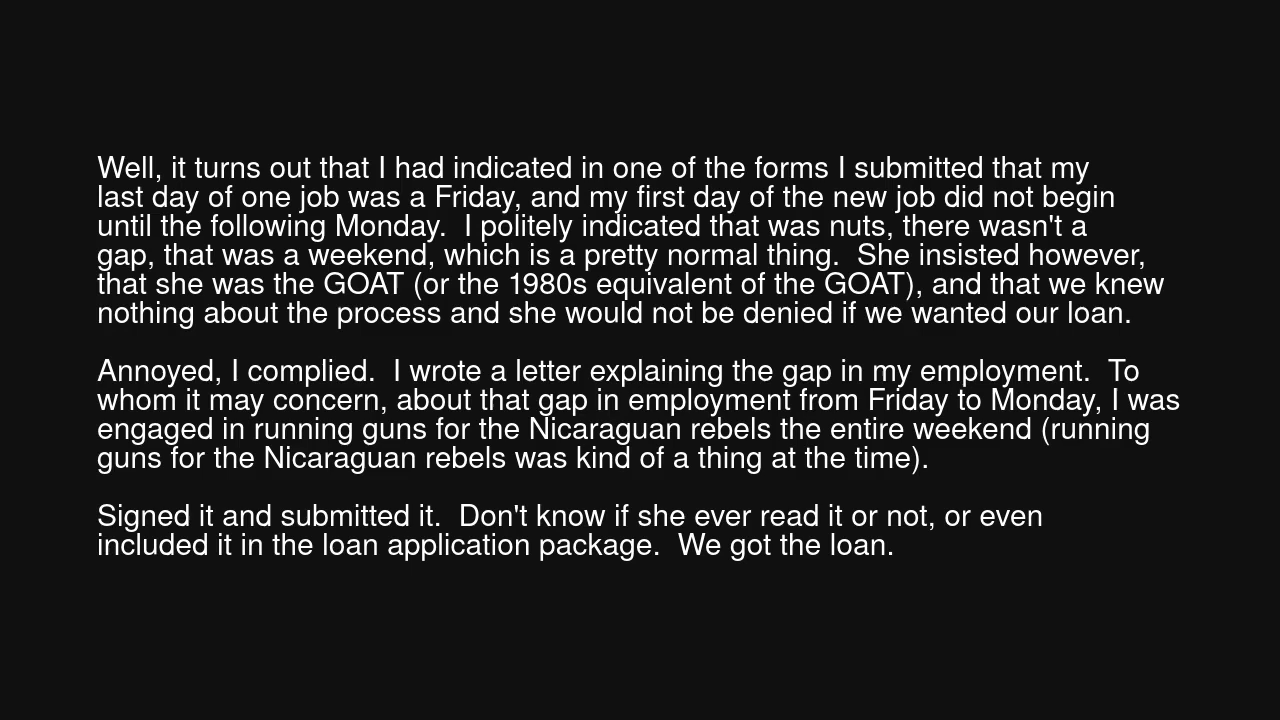 Well, it turns out that I had indicated in one of the forms I submitted that my
last day of one job was a Friday, and my first day of the new job did not begin
until the following Monday.  I politely indicated that was nuts, there wasn't a
gap, that was a weekend, which is a pretty normal thing.  She insisted however,
that she was the GOAT (or the 1980s equivalent of the GOAT), and that we knew
nothing about the process and she would not be denied if we wanted our loan.

Annoyed, I complied.  I wrote a letter explaining the gap in my employment.  To
whom it may concern, about that gap in employment from Friday to Monday, I was
engaged in running guns for the Nicaraguan rebels the entire weekend (running
guns for the Nicaraguan rebels was kind of a thing at the time).

Signed it and submitted it.  Don't know if she ever read it or not, or even
included it in the loan application package.  We got the loan.